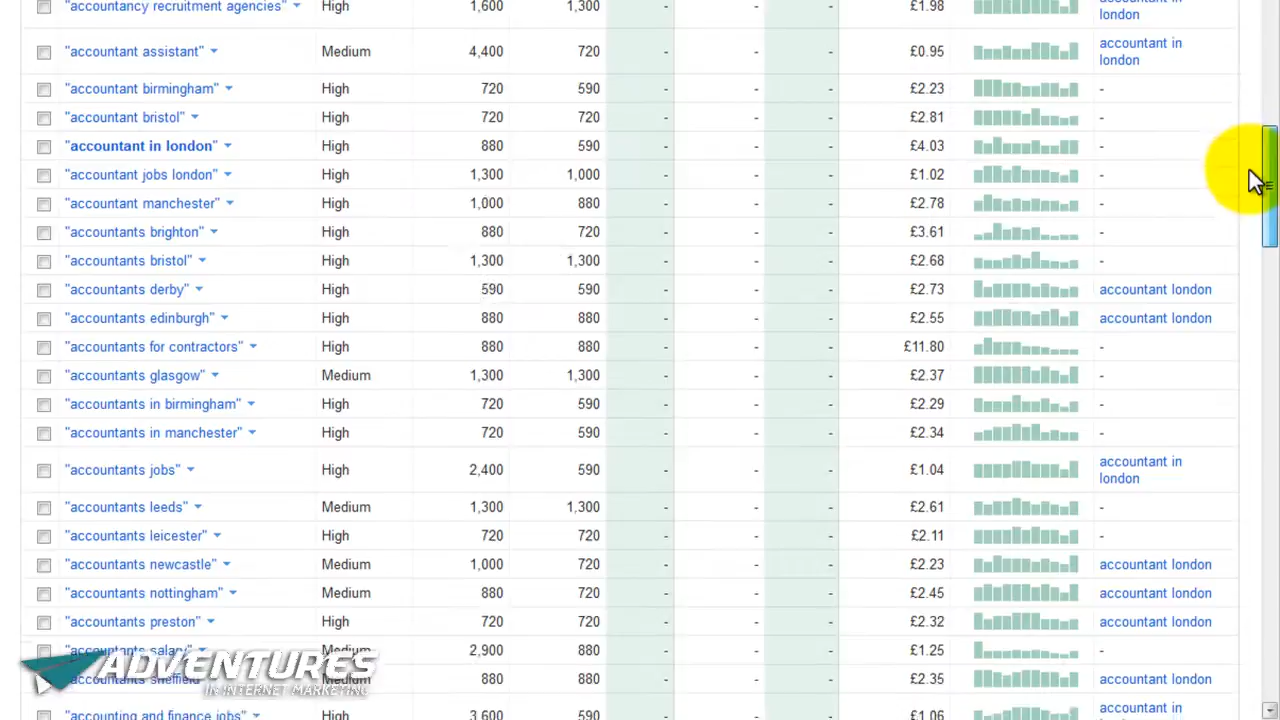 "accountancy recruitment agencies" High 1,600 1,300 - - - £1.98 accountant in
london
"accountant assistant" Medium 4,400 720 - - - £0.95 accountant in
london
"accountant birmingham" High 720 590 - - - £2.23 -
"accountant bristol" High 720 720 - - - £2.81 -
"accountant in london" High 880 590 - - - £4.03 -
"accountant jobs london" High 1,300 1,000 - - - £1.02 -
"accountant manchester" High 1,000 880 - - - £2.78 -
"accountants brighton" High 880 720 - - - £3.61 -
"accountants bristol" High 1,300 1,300 - - - £2.68 -
"accountants derby" High 590 590 - - - £2.73 accountant london
"accountants edinburgh" High 880 880 - - - £2.55 accountant london
"accountants for contractors" High 880 880 - - - £11.80 -
"accountants glasgow" Medium 1,300 1,300 - - - £2.37 -
"accountants in birmingham" High 720 590 - - - £2.29 -
"accountants in manchester" High 720 590 - - - £2.34 -
"accountants jobs" High 2,400 590 - - - £1.04 accountant in
london
"accountants leeds" Medium 1,300 1,300 - - - £2.61 -
"accountants leicester" High 720 720 - - - £2.11 -
"accountants newcastle" Medium 1,000 720 - - - £2.23 accountant london
"accountants nottingham" Medium 880 720 - - - £2.45 accountant london
"accountants preston" High 720 720 - - - £2.32 accountant london
"accountants salary" Medium 2,900 880 - - - £1.25 -
"accountants sheffield" Medium 880 880 - - - £2.35 accountant london
"accounting and finance jobs" High 3,600 590 - - - £1.06 accountant in
london
ADVENTURES
IN INTERNET MARKETING